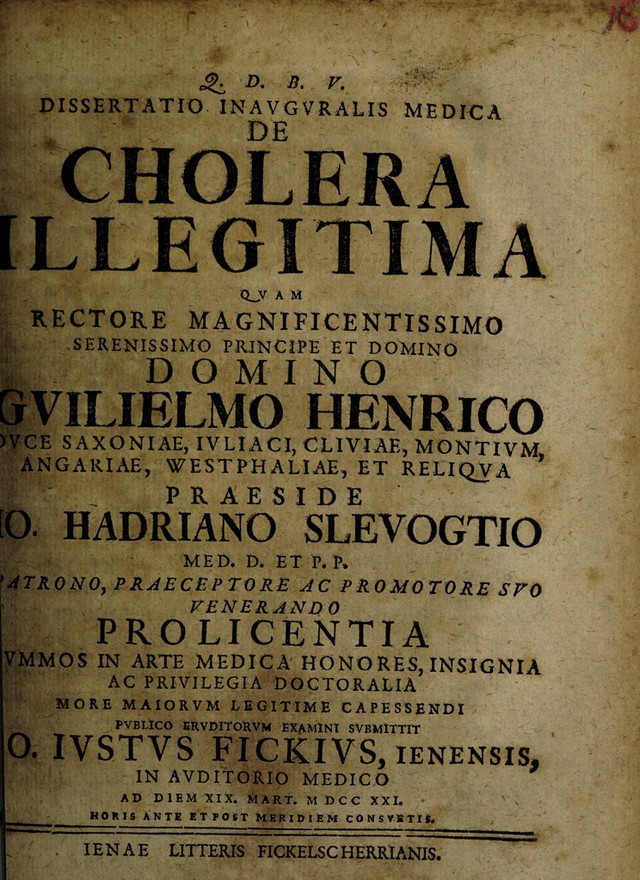 18
Q. D. B. V.
DISSERTATIO INAVGVRALIS MEDICA
DE
CHOLERA
ILLEGITIMA
QVAM
RECTORE MAGNIFICENTISSIMO
SERENISSIMO PRINCIPE ET DOMINO
DOMINO
GVILIELMO HENRICO
DVCE SAXONIAE, IVLIACI, CLIVIAE, MONTIVM,
ANGARIAE, WESTPHALIAE, ET RELIQVA
PRAESIDE
IO. HADRIANO SLEVOGTIO
MED. D. ET P. P.
PATRONO, PRAECEPTORE AC PROMOTORE SVO
VENERANDO
PRO LICENTIA
VMMOS IN ARTE MEDICA HONORES, INSIGNIA
AC PRIVILEGIA DOCTORALIA
MORE MAIORVM LEGITIME CAPESSENDI
PVBLICO ERVDITORVM EXAMINI SVBMITTIT
O. IVSTVS FICKIVS, IENENSIS,
IN AVDITORIO MEDICO
AD DIEM XIX. MART. M DCC XXI.
HORIS ANTE ET POST MERIDIEM CONSVETIS.
IENAE LITTERIS FICKELSCHERRIANIS.